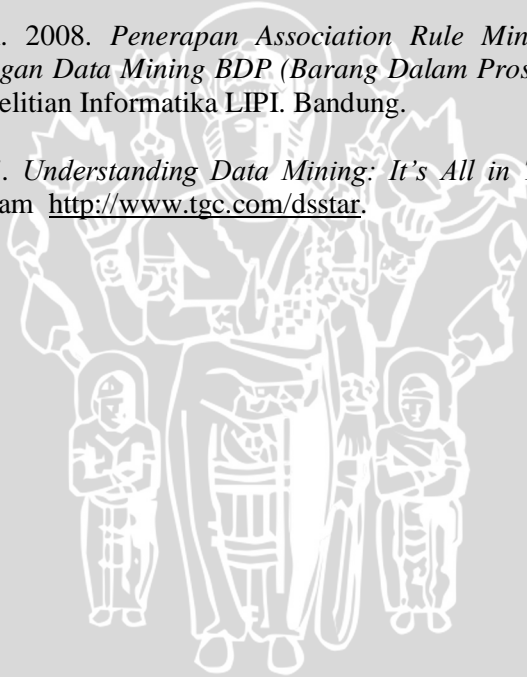 . 2008. Penerapan Association Rule Min
gan Data Mining BDP (Barang Dalam Pros
elitian Informatika LIPI. Bandung.
. Understanding Data Mining: It's All in
am http://www.tgc.com/dsstar.